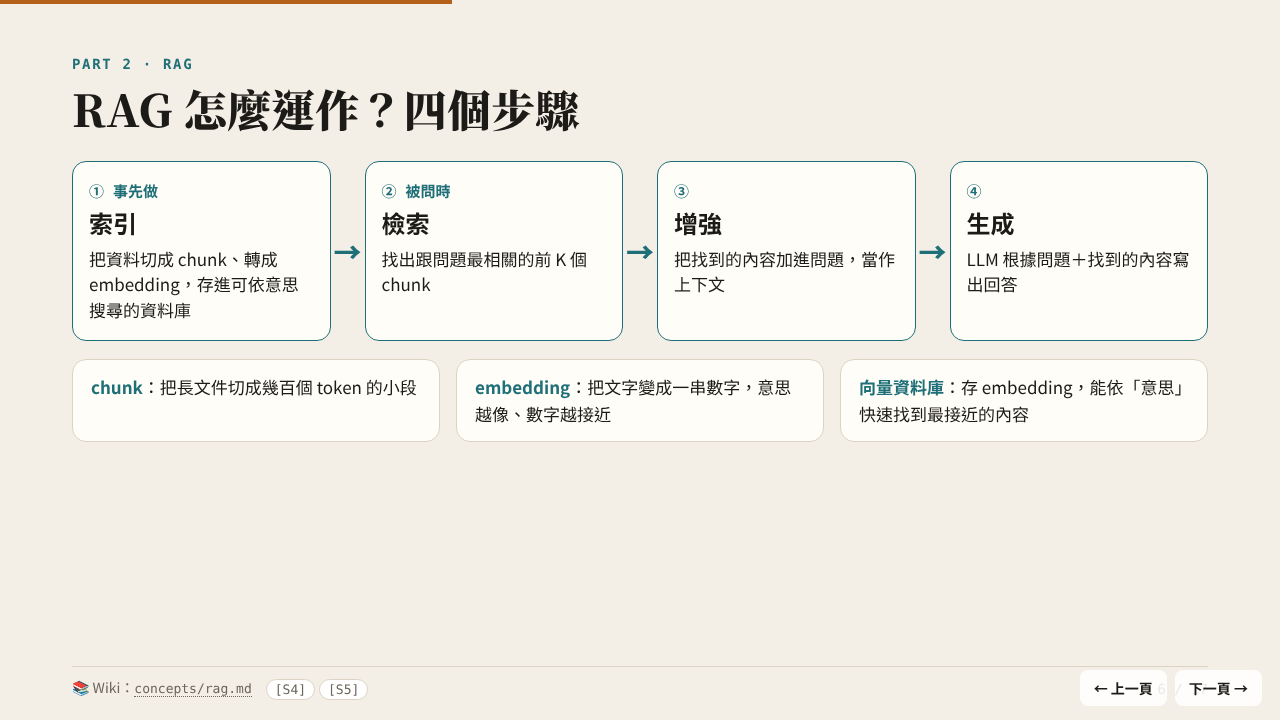 PART 2 · RAG
RAG 怎麼運作？四個步驟
① 事先做
索引
把資料切成 chunk、轉成
embedding，存進可依意思
搜尋的資料庫
→
② 被問時
檢索
找出跟問題最相關的前 K 個
chunk
→
③
增強
把找到的內容加進問題，當作
上下文
→
④
生成
LLM 根據問題＋找到的內容寫
出回答
chunk：把長文件切成幾百個 token 的小段
embedding：把文字變成一串數字，意思
越像、數字越接近
向量資料庫：存 embedding，能依「意思」
快速找到最接近的內容
📚 Wiki：concepts/rag.md [S4] [S5]
← 上一頁 6 / 下一頁 →